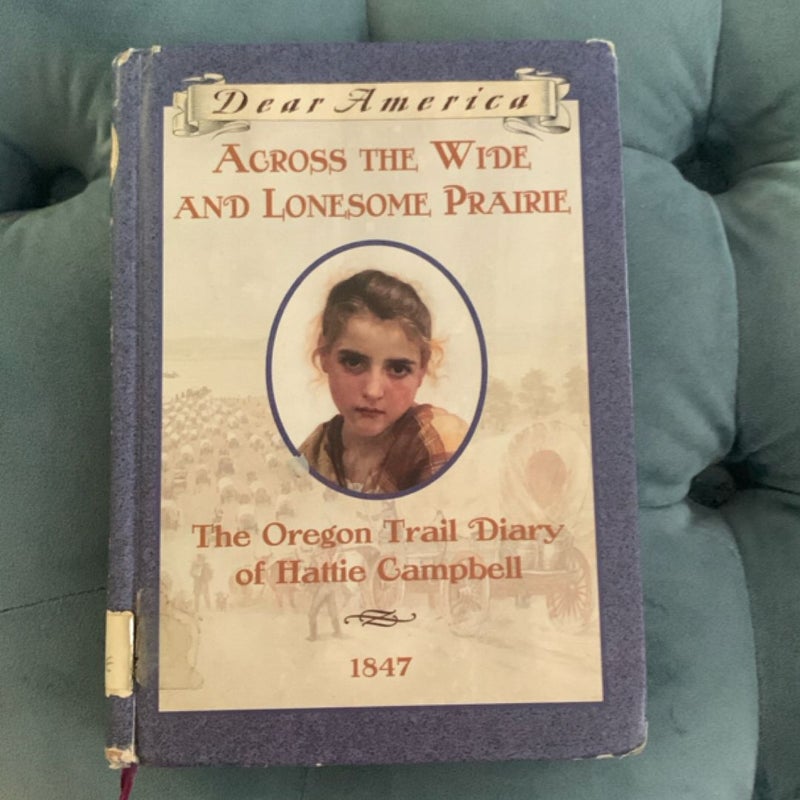 Dear America
ACROSS THE WIDE
AND LONESOME PRAIRIE
The Oregon Trail Diary
of Hattie Campbell
1847